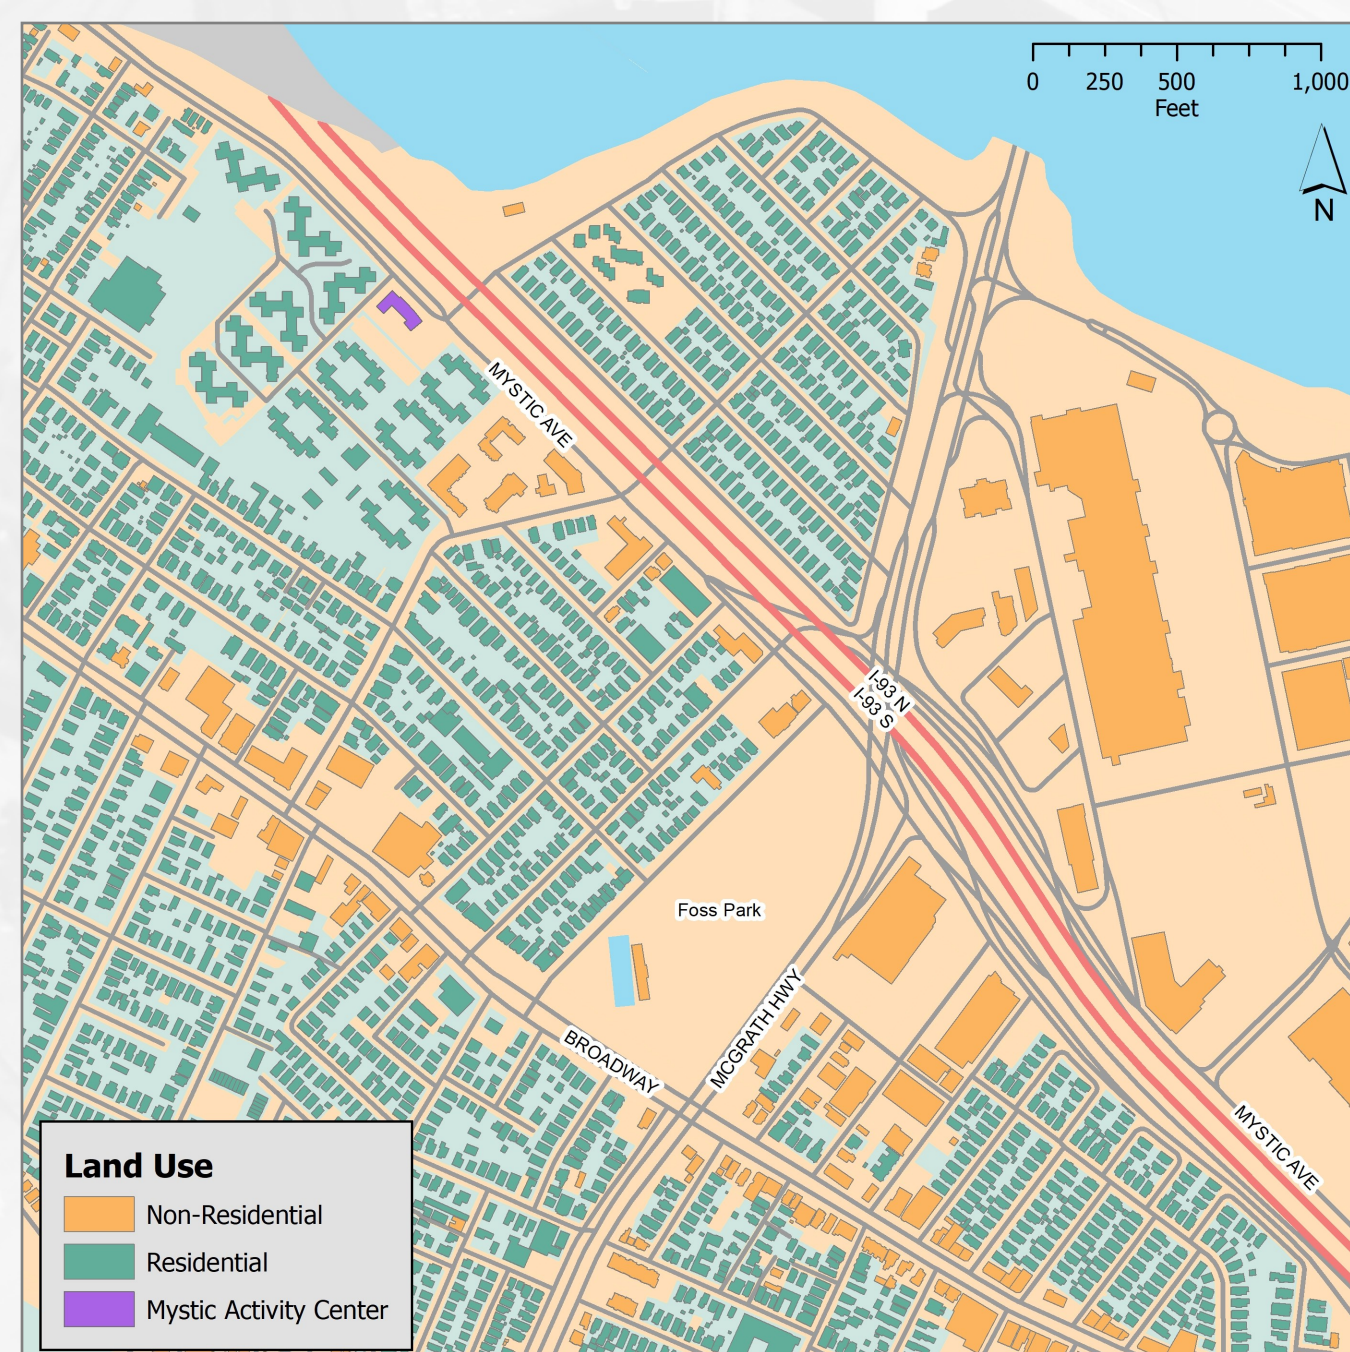 0 250 500 1,000
Feet
N
MYSTIC AVE
I-93 N
I-93 S
Foss Park
MCGRATH HWY
BROADWAY
MYSTIC AVE
Land Use
Non-Residential
Residential
Mystic Activity Center